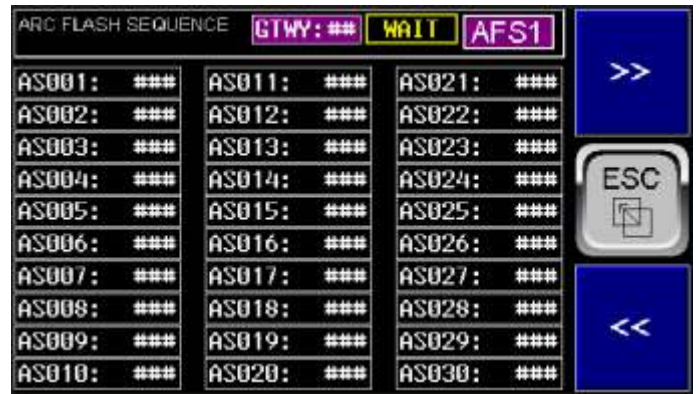 ARC FLASH SEQUENCE GTWY:## WAIT AFS1
>>
AS001: ### AS011: ### AS021: ###
AS002: ### AS012: ### AS022: ###
AS003: ### AS013: ### AS023: ###
AS004: ### AS014: ### AS024: ###
ESC
AS005: ### AS015: ### AS025: ###
AS006: ### AS016: ### AS026: ###
AS007: ### AS017: ### AS027: ###
AS008: ### AS018: ### AS028: ###
<<
AS009: ### AS019: ### AS029: ###
AS010: ### AS020: ### AS030: ###